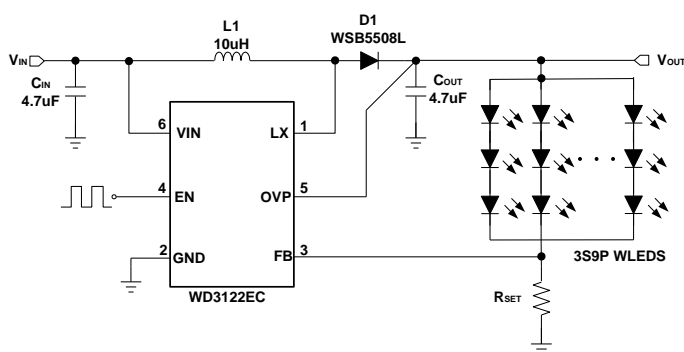 L1
10uH
D1
WSB5508L
VIN
VOUT
CIN
4.7uF
COUT
4.7uF
6
VIN
LX
1
4
EN
OVP
5
2
GND
FB
3
WD3122EC
3S9P WLEDS
RSET